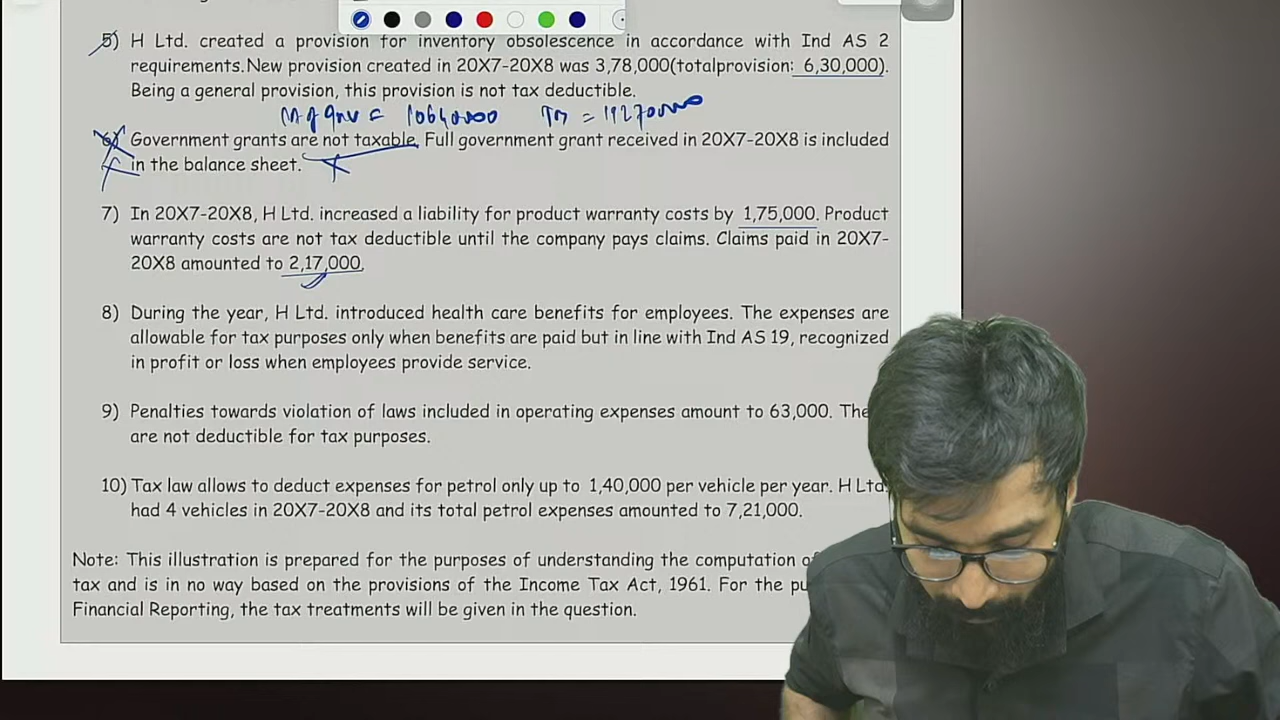 5) H Ltd. created a provision for inventory obsolescence in accordance with Ind AS 2
requirements.New provision created in 20X7-20X8 was 3,78,000(totalprovision: 6,30,000).
Being a general provision, this provision is not tax deductible.
6) Government grants are not taxable. Full government grant received in 20X7-20X8 is included
in the balance sheet.
7) In 20X7-20X8, H Ltd. increased a liability for product warranty costs by 1,75,000. Product
warranty costs are not tax deductible until the company pays claims. Claims paid in 20X7-
20X8 amounted to 2,17,000.
8) During the year, H Ltd. introduced health care benefits for employees. The expenses are
allowable for tax purposes only when benefits are paid but in line with Ind AS 19, recognized
in profit or loss when employees provide service.
9) Penalties towards violation of laws included in operating expenses amount to 63,000.
are not deductible for tax purposes.
10) Tax law allows to deduct expenses for petrol only up to 1,40,000 per vehicle per year. H Ltd.
had 4 vehicles in 20X7-20X8 and its total petrol expenses amounted to 7,21,000.
Note: This illustration is prepared for the purposes of understanding the computation
tax and is in no way based on the provisions of the Income Tax Act, 1961. For the
Financial Reporting, the tax treatments will be given in the question.